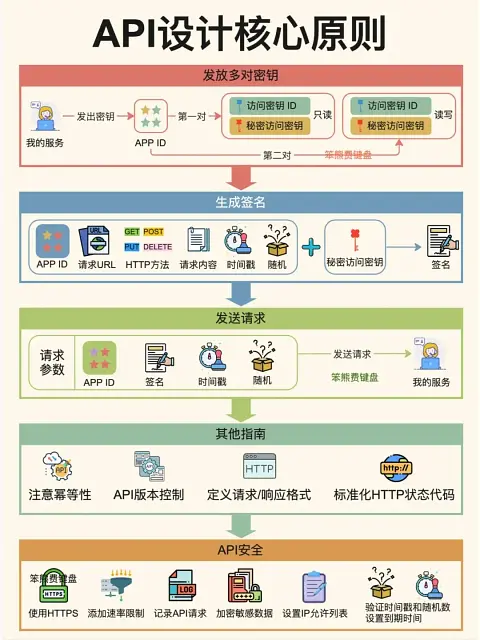 API设计核心原则
发放多对密钥
我的服务
发出密钥
APP ID
第一对
访问密钥 ID
秘密访问密钥
只读
访问密钥 ID
秘密访问密钥
读写
第二对
笨熊费键盘
生成签名
APP ID
URL
请求URL
GET POST
PUT DELETE
HTTP方法
请求内容
时间戳
随机
秘密访问密钥
签名
发送请求
请求
参数
APP ID
签名
时间戳
随机
发送请求
笨熊费键盘
我的服务
其他指南
API
注意幂等性
API版本控制
HTTP
定义请求/响应格式
http://
标准化HTTP状态代码
API安全
笨熊费键盘
HTTPS
使用HTTPS
添加速率限制
LOG
记录API请求
加密敏感数据
设置IP允许列表
验证时间戳和随机数
设置到期时间